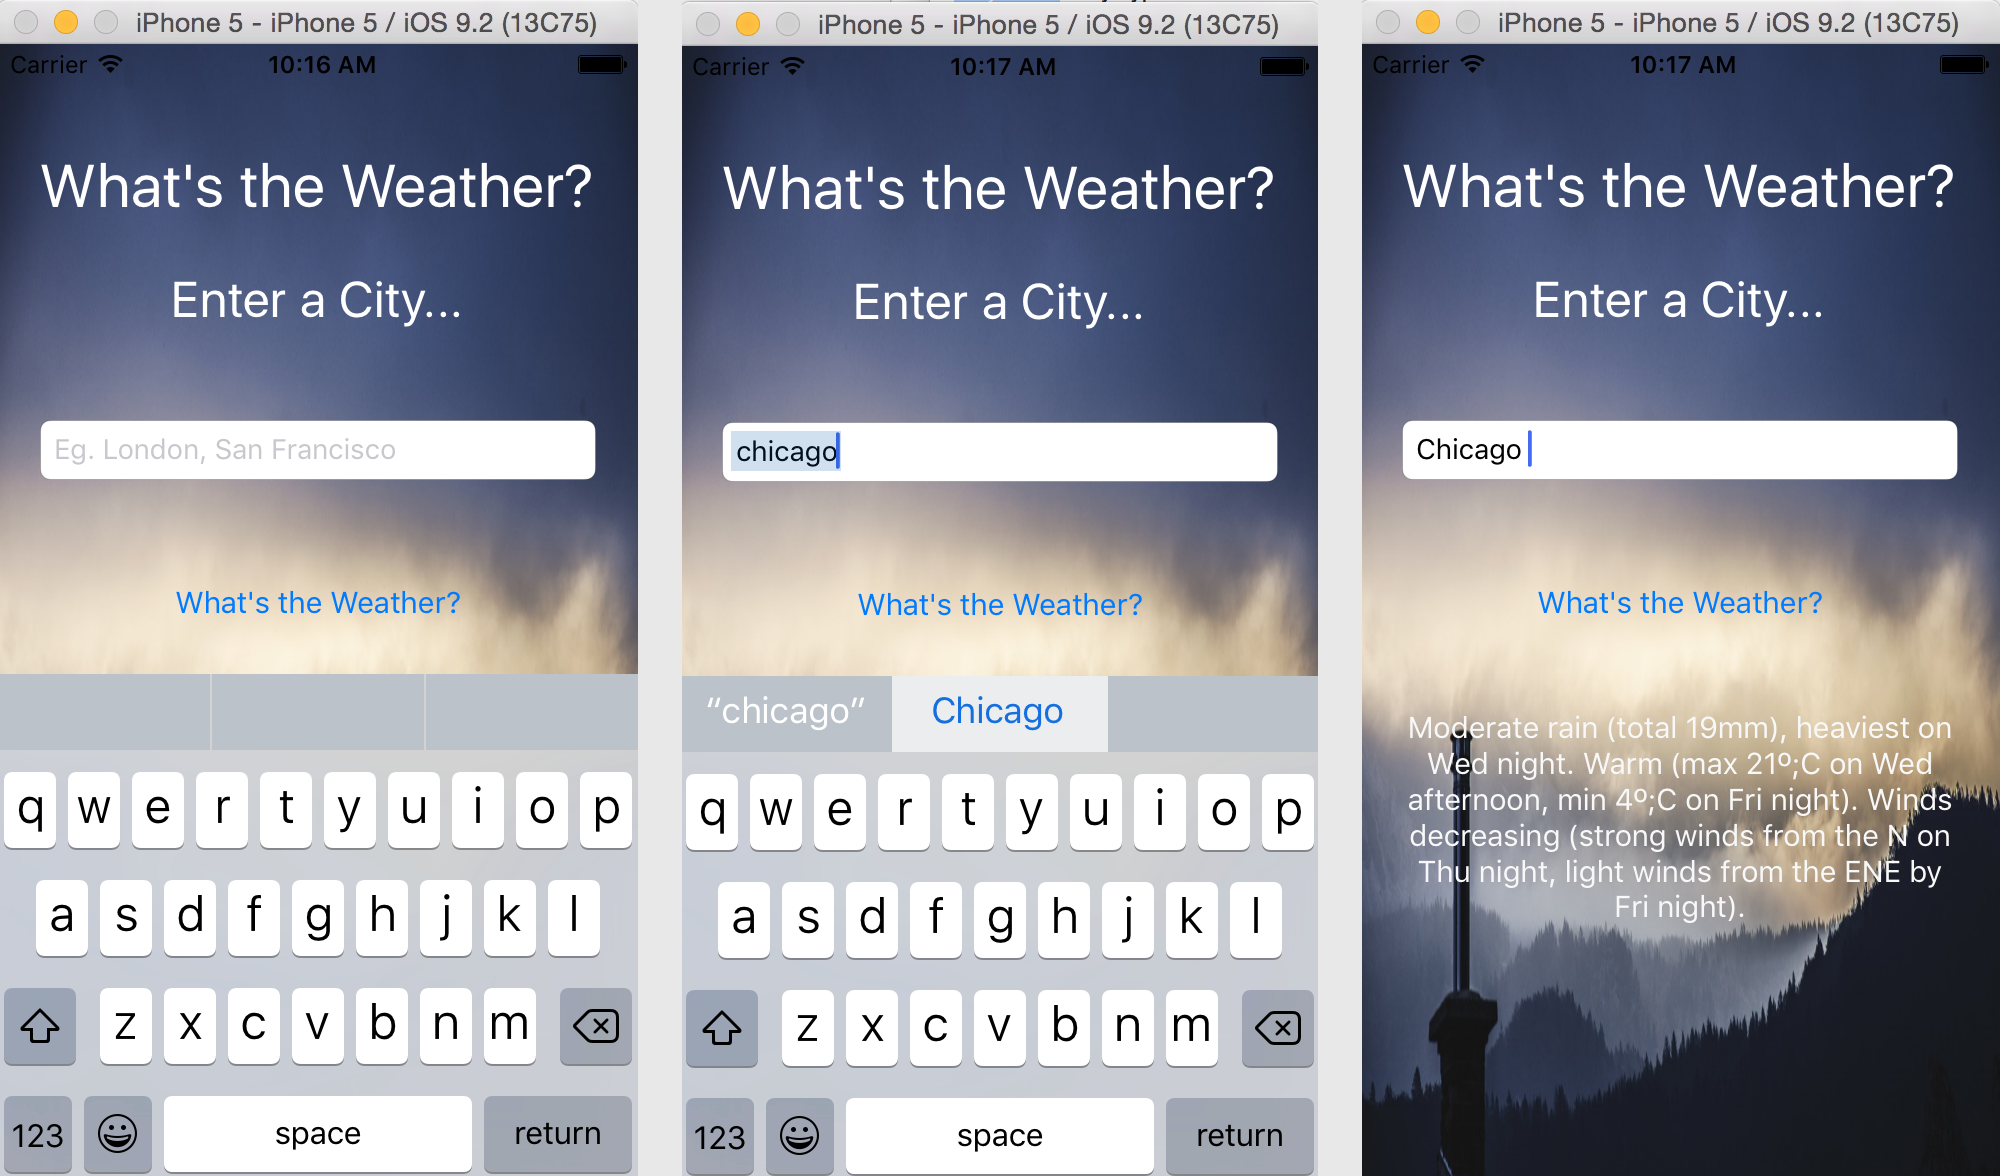 iPhone 5 - iPhone 5 / iOS 9.2 (13C75)
Carrier 10:16 AM
What's the Weather?
Enter a City...
Eg. London, San Francisco
What's the Weather?
q w e r t y u i o p
a s d f g h j k l
z x c v b n m
123 space return
iPhone 5 - iPhone 5 / iOS 9.2 (13C75)
Carrier 10:17 AM
What's the Weather?
Enter a City...
chicago
What's the Weather?
“chicago” Chicago
q w e r t y u i o p
a s d f g h j k l
z x c v b n m
123 space return
iPhone 5 - iPhone 5 / iOS 9.2 (13C75)
Carrier 10:17 AM
What's the Weather?
Enter a City...
Chicago
What's the Weather?
Moderate rain (total 19mm), heaviest on
Wed night. Warm (max 21º;C on Wed
afternoon, min 4º;C on Fri night). Winds
decreasing (strong winds from the N on
Thu night, light winds from the ENE by
Fri night).